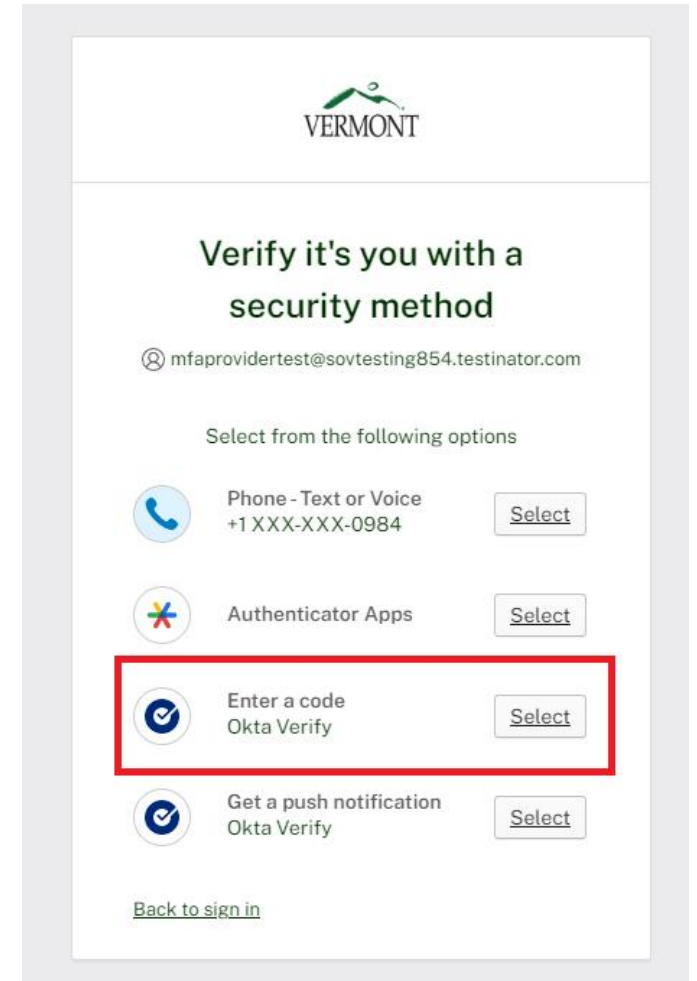 VERMONT
Verify it's you with a
security method
mfaprovidertest@sovtesting854.testinator.com
Select from the following options
Phone - Text or Voice
+1 XXX-XXX-0984
Select
Authenticator Apps
Select
Enter a code
Okta Verify
Select
Get a push notification
Okta Verify
Select
Back to sign in